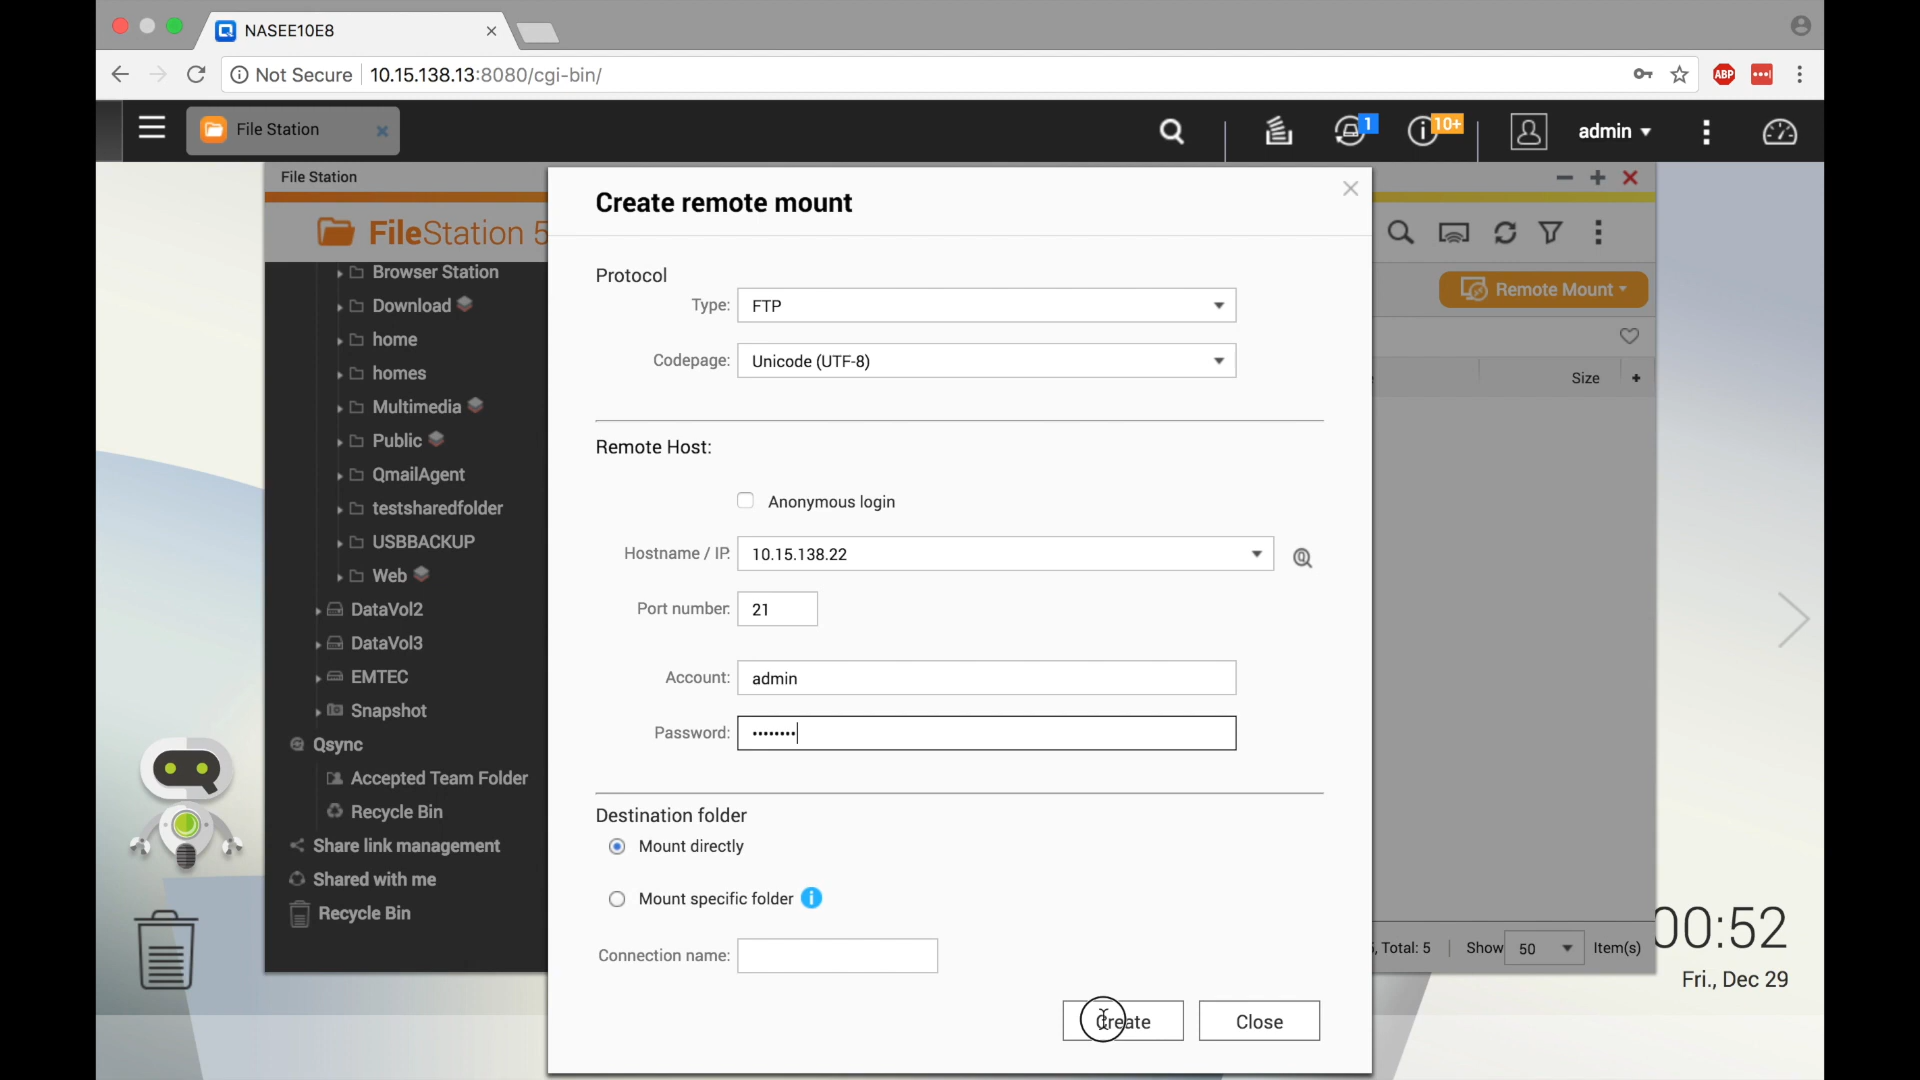 NASEE10E8
Not Secure 10.15.138.13:8080/cgi-bin/
ABP
File Station
1
10+
admin
File Station
FileStation 5
Create remote mount
Browser Station
Download
home
homes
Multimedia
Public
QmailAgent
testsharedfolder
USBBACKUP
Web
DataVol2
DataVol3
EMTEC
Snapshot
Qsync
Accepted Team Folder
Recycle Bin
Share link management
Shared with me
Recycle Bin
Protocol
Type: FTP
Codepage: Unicode (UTF-8)
Remote Host:
Anonymous login
Hostname / IP: 10.15.138.22
Port number: 21
Account: admin
Password: ••••••••
Destination folder
Mount directly
Mount specific folder
Connection name:
Create Close
Remote Mount
Size
, Total: 5 Show 50 Item(s)
00:52
Fri., Dec 29